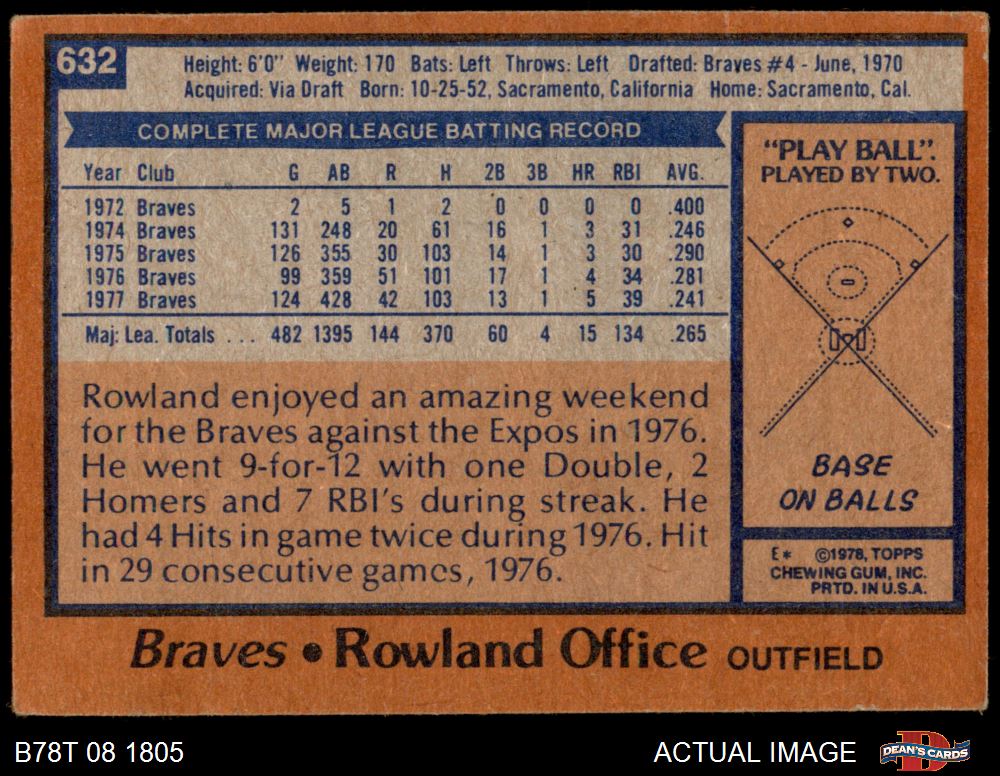 632
Height: 6'0" Weight: 170 Bats: Left Throws: Left Drafted: Braves #4 - June, 1970
Acquired: Via Draft Born: 10-25-52, Sacramento, California Home: Sacramento, Cal.
COMPLETE MAJOR LEAGUE BATTING RECORD
Year Club G AB R H 2B 3B HR RBI AVG.
1972 Braves 2 5 1 2 0 0 0 0 .400
1974 Braves 131 248 20 61 16 1 3 31 .246
1975 Braves 126 355 30 103 14 1 3 30 .290
1976 Braves 99 359 51 101 17 1 4 34 .281
1977 Braves 124 428 42 103 13 1 5 39 .241
Maj. Lea. Totals ... 482 1395 144 370 60 4 15 134 .265
Rowland enjoyed an amazing weekend
for the Braves against the Expos in 1976.
He went 9-for-12 with one Double, 2
Homers and 7 RBI's during streak. He
had 4 Hits in game twice during 1976. Hit
in 29 consecutive games, 1976.
"PLAY BALL".
PLAYED BY TWO.
BASE
ON BALLS
E* ©1978, TOPPS
CHEWING GUM, INC.
PRTD. IN U.S.A.
Braves • Rowland Office OUTFIELD
B78T 08 1805
ACTUAL IMAGE
DEAN'S CARDS